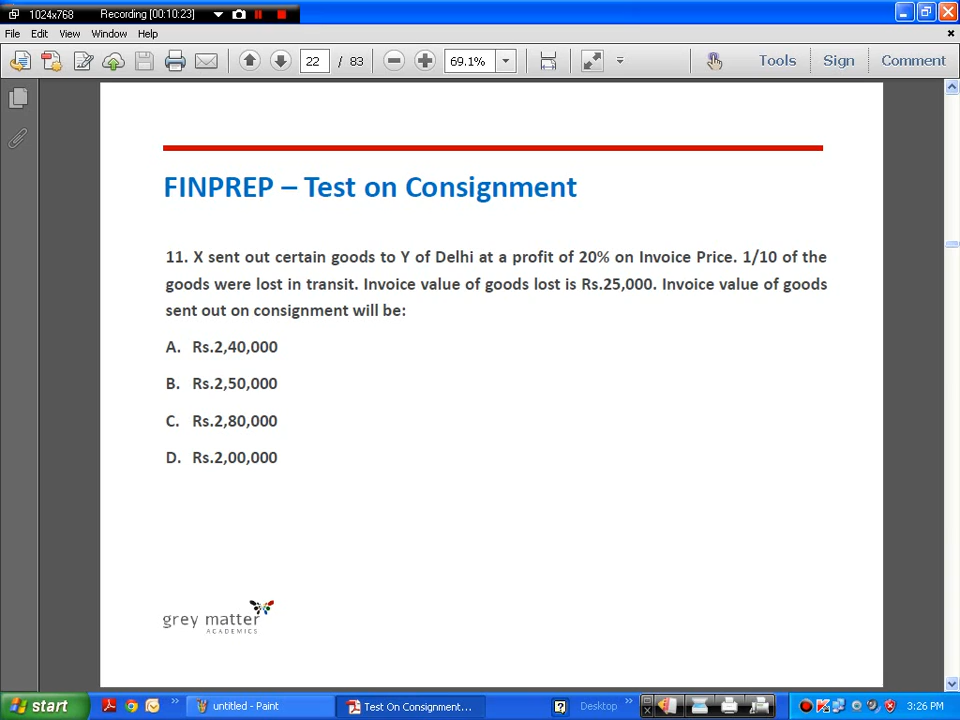 1024x768 Recording [00:10:23]
File Edit View Window Help
22 / 83 69.1% Tools Sign Comment
FINPREP – Test on Consignment
11. X sent out certain goods to Y of Delhi at a profit of 20% on Invoice Price. 1/10 of the
goods were lost in transit. Invoice value of goods lost is Rs.25,000. Invoice value of goods
sent out on consignment will be:
A. Rs.2,40,000
B. Rs.2,50,000
C. Rs.2,80,000
D. Rs.2,00,000
grey matter
ACADEMICS
start untitled - Paint Test On Consignment... Desktop 3:26 PM